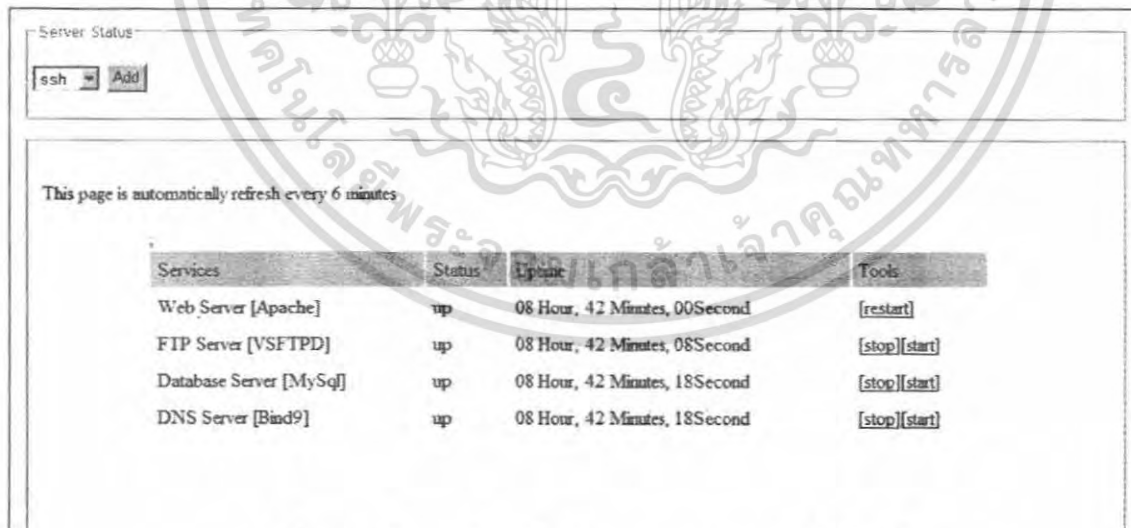 Server Status
ssh Add
This page is automatically refresh every 6 minutes
Services Status Uptime Tools
Web Server [Apache] up 08 Hour, 42 Minutes, 00Second [restart]
FTP Server [VSFTPD] up 08 Hour, 42 Minutes, 08Second [stop][start]
Database Server [MySql] up 08 Hour, 42 Minutes, 18Second [stop][start]
DNS Server [Bind9] up 08 Hour, 42 Minutes, 18Second [stop][start]